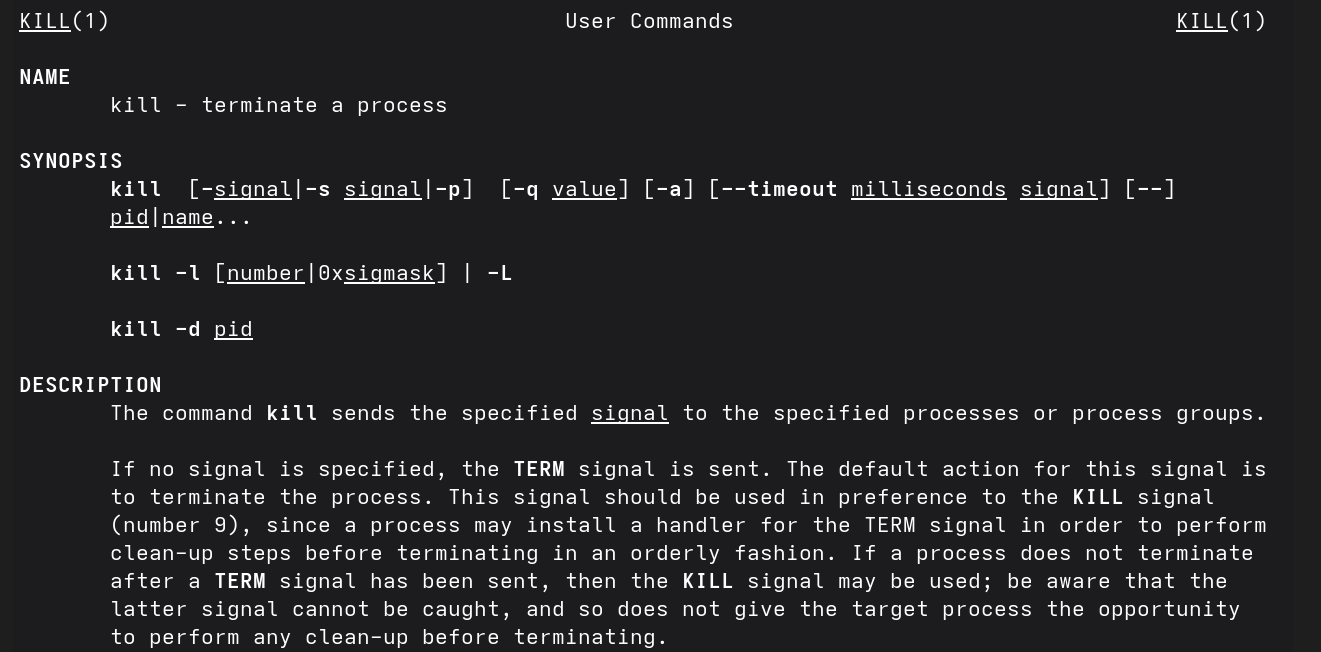 KILL(1) User Commands KILL(1)
NAME
kill - terminate a process
SYNOPSIS
kill [-signal|-s signal|-p] [-q value] [-a] [--timeout milliseconds signal] [--]
pid|name...
kill -l [number|0xsigmask] | -L
kill -d pid
DESCRIPTION
The command kill sends the specified signal to the specified processes or process groups.
If no signal is specified, the TERM signal is sent. The default action for this signal is
to terminate the process. This signal should be used in preference to the KILL signal
(number 9), since a process may install a handler for the TERM signal in order to perform
clean-up steps before terminating in an orderly fashion. If a process does not terminate
after a TERM signal has been sent, then the KILL signal may be used; be aware that the
latter signal cannot be caught, and so does not give the target process the opportunity
to perform any clean-up before terminating.